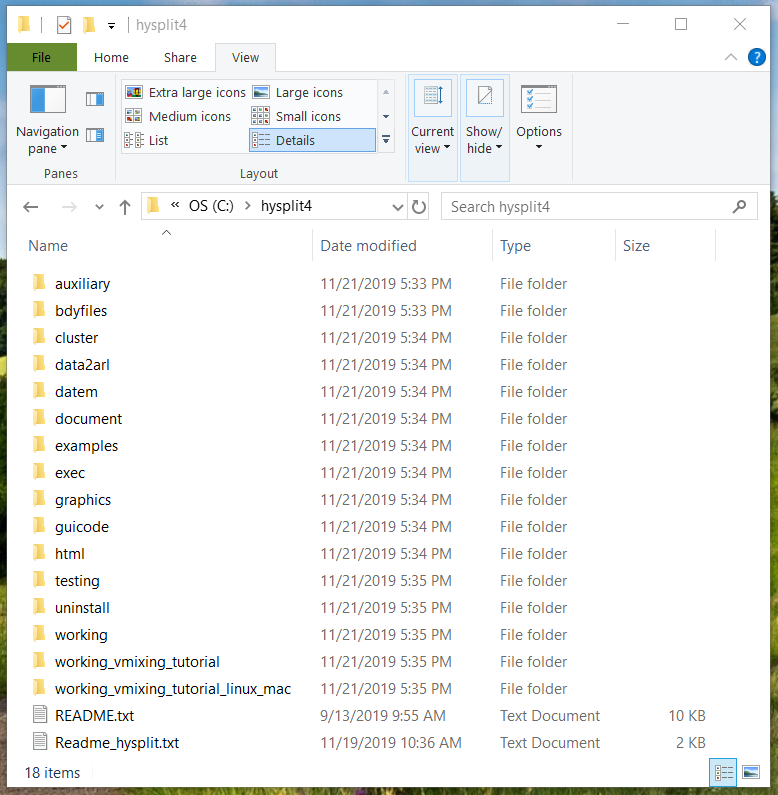 hysplit4
File Home Share View ?
Extra large icons Large icons
Medium icons Small icons
List Details
Navigation pane
Current view
Show/ hide
Options
Panes Layout
« OS (C:) > hysplit4 Search hysplit4
Name Date modified Type Size
auxiliary 11/21/2019 5:33 PM File folder
bdyfiles 11/21/2019 5:33 PM File folder
cluster 11/21/2019 5:34 PM File folder
data2arl 11/21/2019 5:34 PM File folder
datem 11/21/2019 5:34 PM File folder
document 11/21/2019 5:34 PM File folder
examples 11/21/2019 5:34 PM File folder
exec 11/21/2019 5:34 PM File folder
graphics 11/21/2019 5:34 PM File folder
guicode 11/21/2019 5:34 PM File folder
html 11/21/2019 5:34 PM File folder
testing 11/21/2019 5:35 PM File folder
uninstall 11/21/2019 5:35 PM File folder
working 11/21/2019 5:35 PM File folder
working_vmixing_tutorial 11/21/2019 5:35 PM File folder
working_vmixing_tutorial_linux_mac 11/21/2019 5:35 PM File folder
README.txt 9/13/2019 9:55 AM Text Document 10 KB
Readme_hysplit.txt 11/19/2019 10:36 AM Text Document 2 KB
18 items